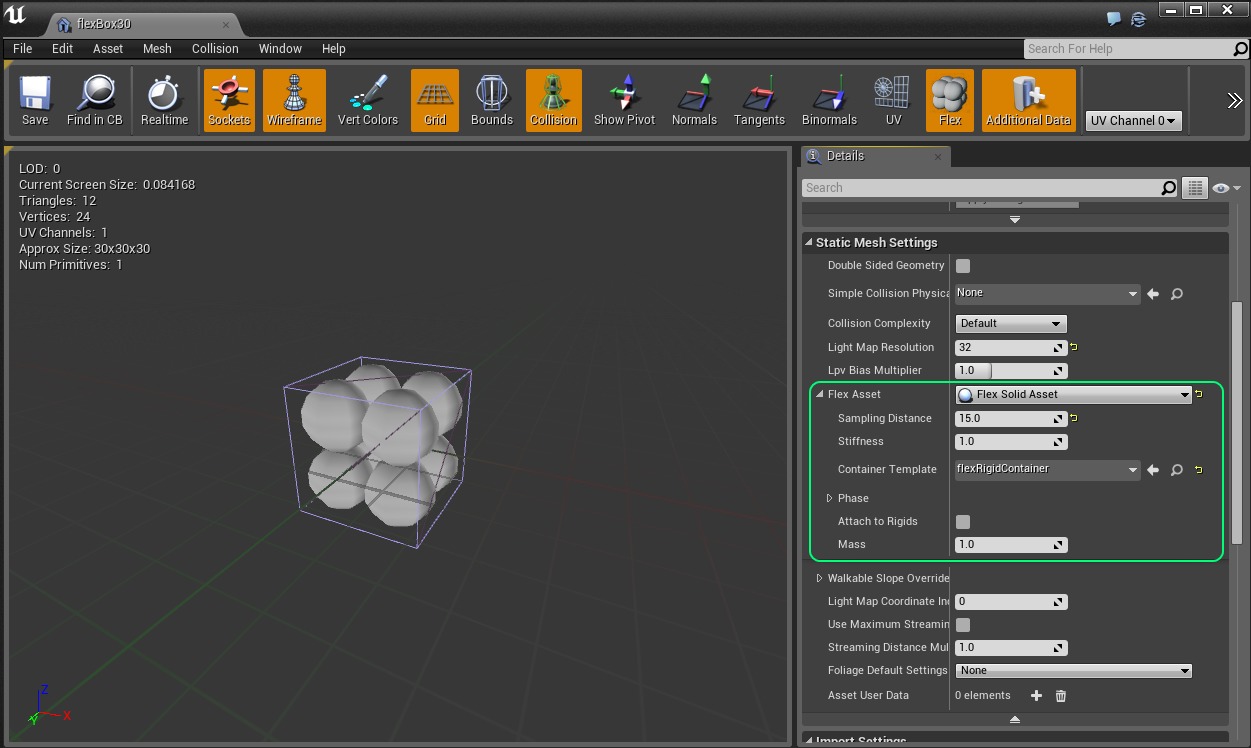 flexBox30
File Edit Asset Mesh Collision Window Help
Search For Help
Save Find in CB Realtime Sockets Wireframe Vert Colors Grid Bounds Collision Show Pivot Normals Tangents Binormals UV Flex Additional Data UV Channel 0
LOD: 0
Current Screen Size: 0.084168
Triangles: 12
Vertices: 24
UV Channels: 1
Approx Size: 30x30x30
Num Primitives: 1
Z
X
Y
Details
Search
Static Mesh Settings
Double Sided Geometry
Simple Collision Physica None
Collision Complexity Default
Light Map Resolution 32
Lpv Bias Multiplier 1.0
Flex Asset Flex Solid Asset
Sampling Distance 15.0
Stiffness 1.0
Container Template flexRigidContainer
Phase
Attach to Rigids
Mass 1.0
Walkable Slope Override
Light Map Coordinate In 0
Use Maximum Streamin
Streaming Distance Mul 1.0
Foliage Default Settings None
Asset User Data 0 elements
Import Settings